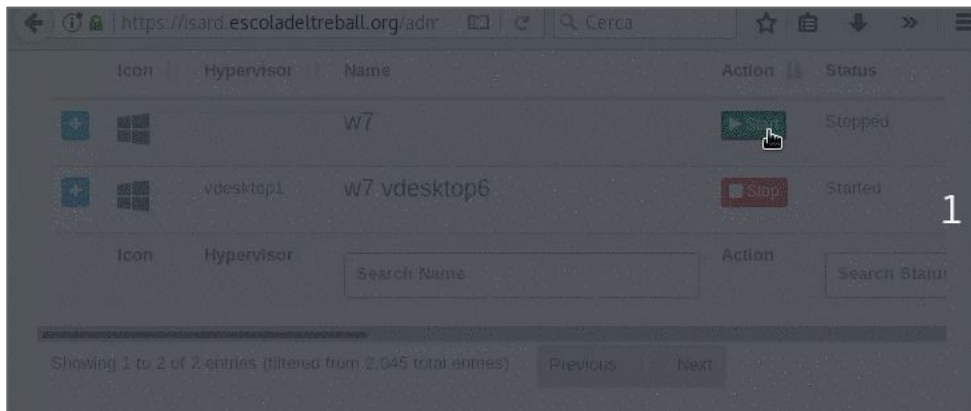 https://isard.escoladeltreball.org/adm Cerca
Icon Hypervisor Name Action Status
w7 Start Stopped
vdesktop1 w7 vdesktop6 Stop Started
1
Icon Hypervisor Search Name Action Search Status
Showing 1 to 2 of 2 entries (filtered from 2,045 total entries) Previous Next